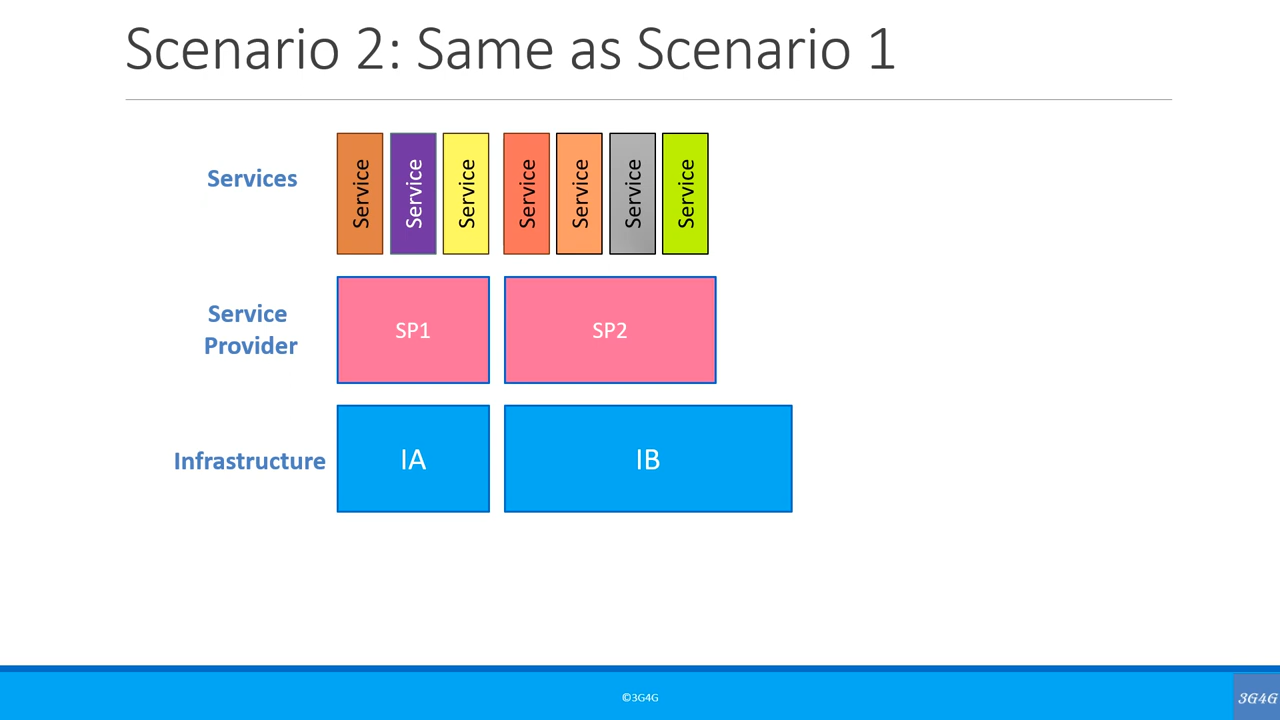 Scenario 2: Same as Scenario 1
Services
Service
Service
Service
Service
Service
Service
Service
Service
Provider
SP1
SP2
Infrastructure
IA
IB
©3G4G
3G4G